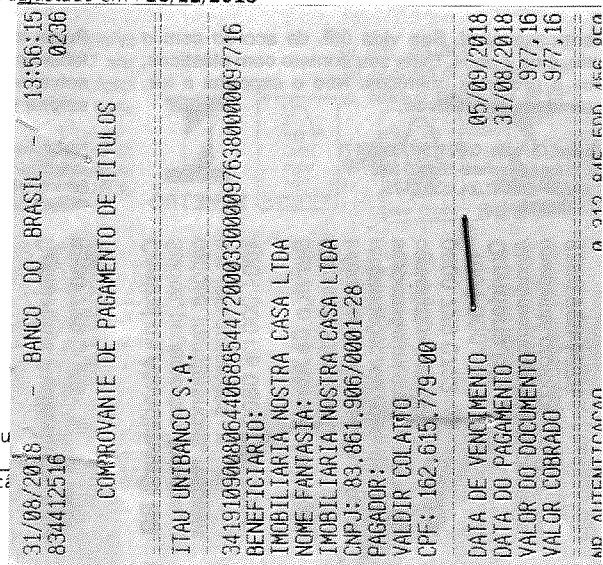 31/08/2018 - BANCO DO BRASIL - 13:56:15
834412516 0236
COMPROVANTE DE PAGAMENTO DE TITULOS
ITAU UNIBANCO S.A.
34191090080644068854472000330000976380000097716
BENEFICIARIO:
IMOBILIARIA NOSTRA CASA LTDA
NOME FANTASIA:
IMOBILIARIA NOSTRA CASA LTDA
CNPJ: 83.861.906/0001-28
PAGADOR:
VALDIR COLATTO
CPF: 162.615.779-00
DATA DE VENCIMENTO 05/09/2018
DATA DO PAGAMENTO 31/08/2018
VALOR DO DOCUMENTO 977,16
VALOR COBRADO 977,16
NR.AUTENTICACAO